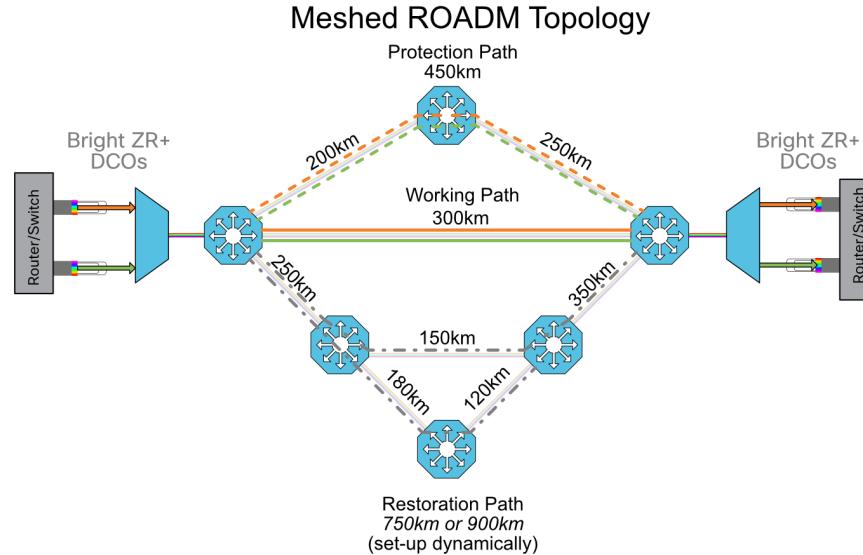 Meshed ROADM Topology
Protection Path
450km
Bright ZR+
DCOs
Bright ZR+
DCOs
200km
250km
Router/Switch
Working Path
300km
Router/Switch
250km
350km
150km
180km
120km
Restoration Path
750km or 900km
(set-up dynamically)